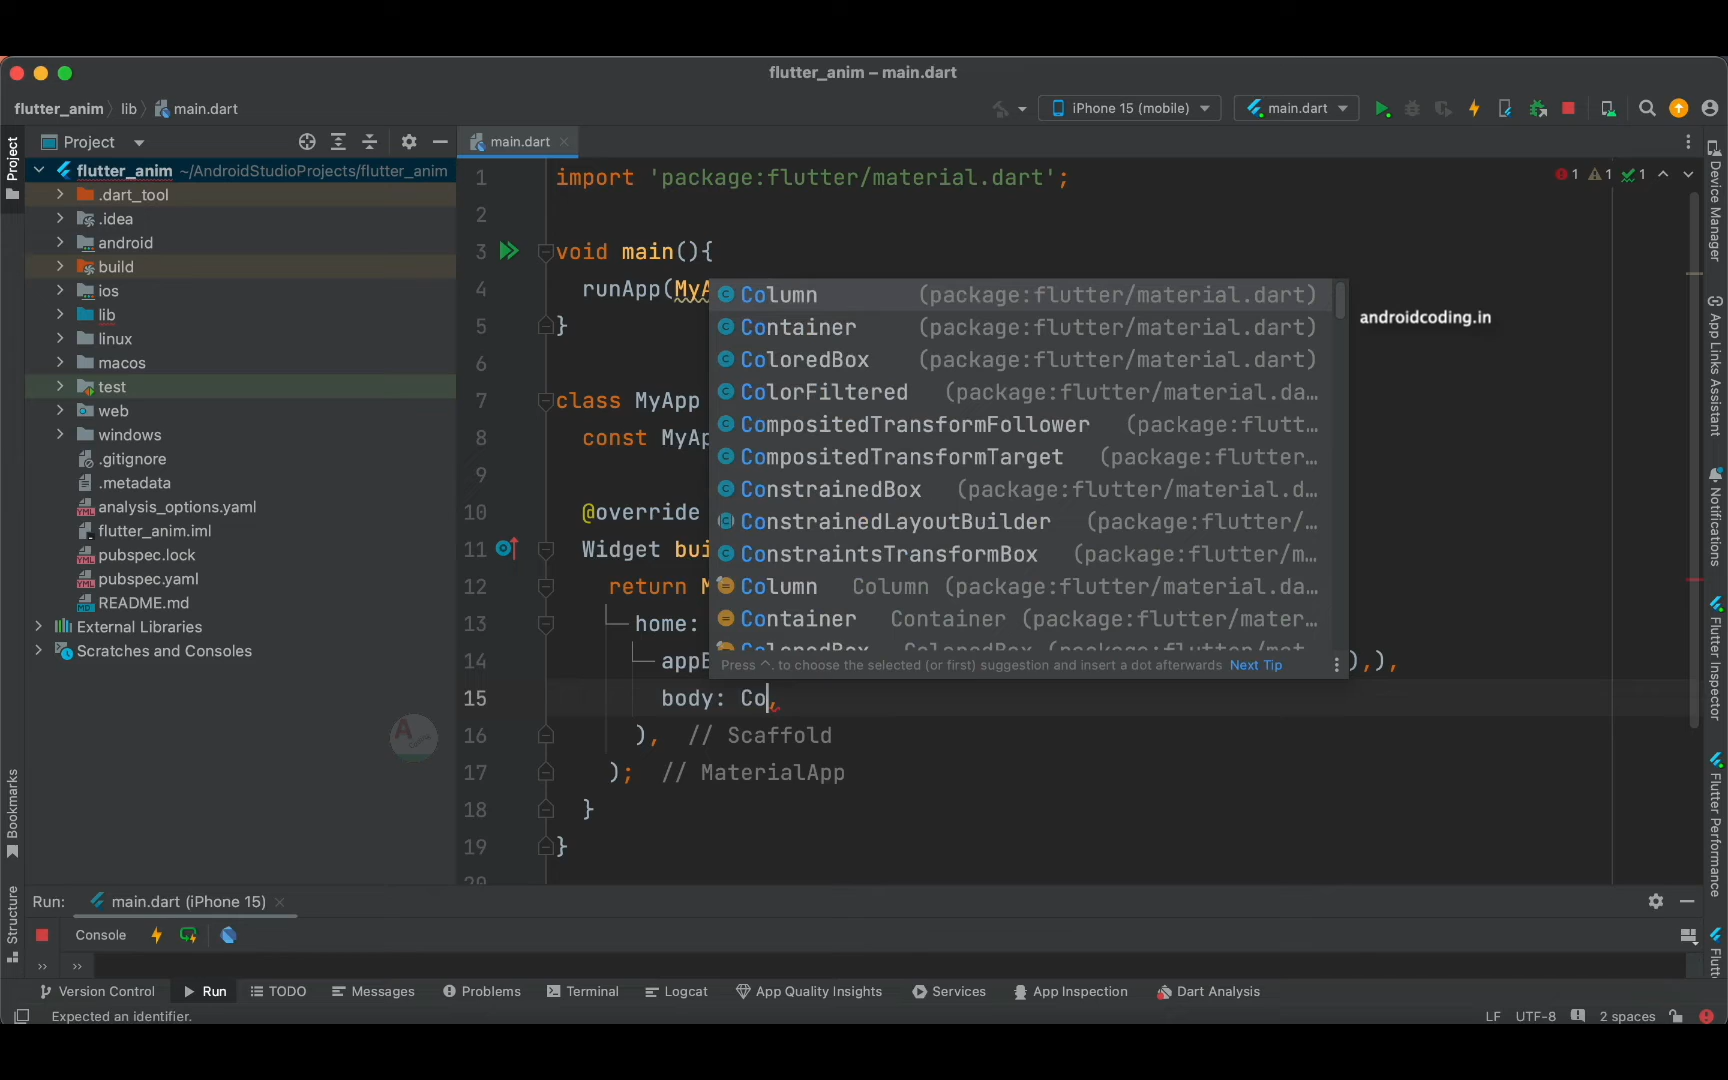 flutter_anim – main.dart
flutter_anim lib main.dart
iPhone 15 (mobile)
main.dart
Project
main.dart
flutter_anim ~/AndroidStudioProjects/flutter_anim
.dart_tool
.idea
android
build
ios
lib
linux
macos
test
web
windows
.gitignore
.metadata
analysis_options.yaml
flutter_anim.iml
pubspec.lock
pubspec.yaml
README.md
External Libraries
Scratches and Consoles
Project
Bookmarks
Structure
1 import 'package:flutter/material.dart';
1 1 1
2
3 void main(){
4 runApp(MyA
5 }
6
7 class MyApp
8 const MyAp
9
10 @override
11 Widget bui
12 return M
13 home:
14 appB ),),
15 body: Co,
16 ), // Scaffold
17 ); // MaterialApp
18 }
19 }
20
Column (package:flutter/material.dart)
Container (package:flutter/material.dart)
ColoredBox (package:flutter/material.dart)
ColorFiltered (package:flutter/material.da…
CompositedTransformFollower (package:flutt…
CompositedTransformTarget (package:flutter…
ConstrainedBox (package:flutter/material.d…
ConstrainedLayoutBuilder (package:flutter/…
ConstraintsTransformBox (package:flutter/m…
Column Column (package:flutter/material.da…
Container Container (package:flutter/mater…
ColoredBox ColoredBox (package:flutter/mat…
Press ^. to choose the selected (or first) suggestion and insert a dot afterwards Next Tip
androidcoding.in
Device Manager
App Links Assistant
Notifications
Flutter Inspector
Flutter Performance
Flutt
Run: main.dart (iPhone 15)
Console
Version Control Run TODO Messages Problems Terminal Logcat App Quality Insights Services App Inspection Dart Analysis
Expected an identifier.
LF UTF-8 2 spaces